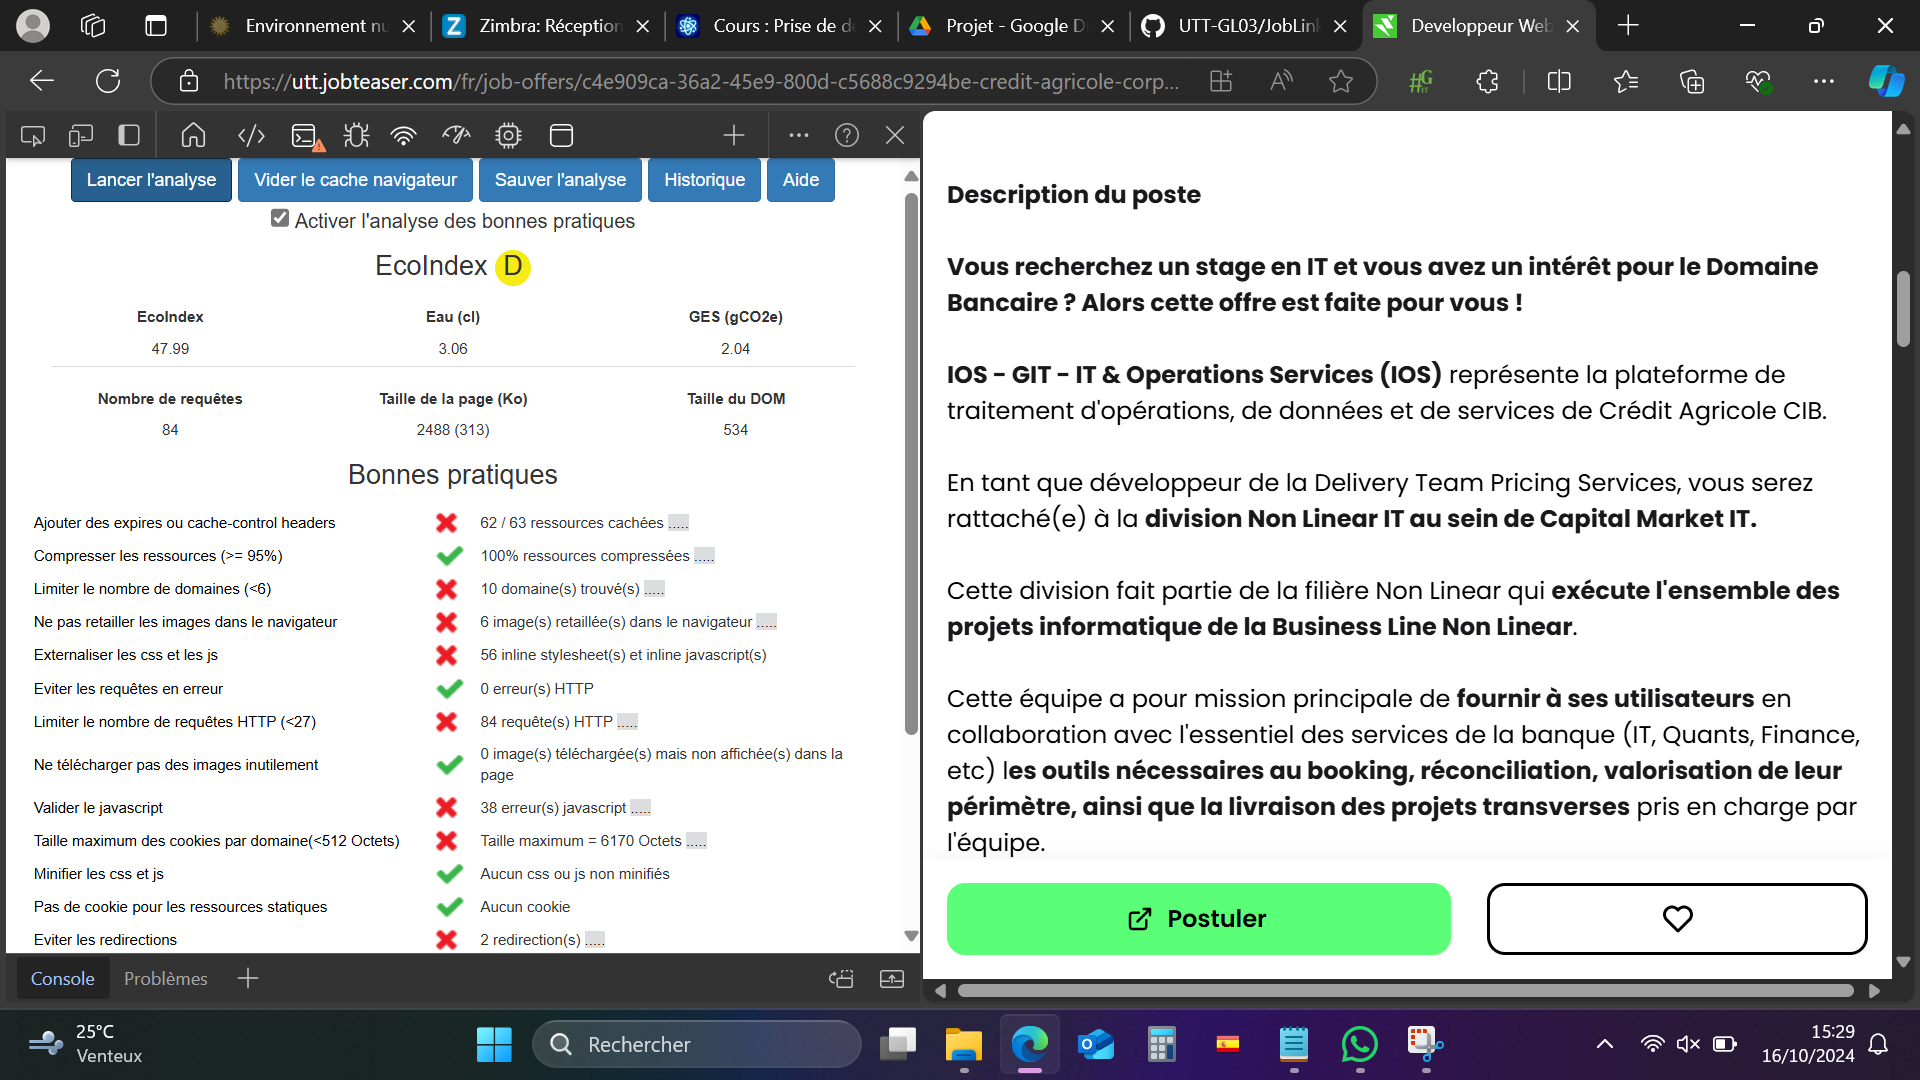 Environnement nu
Zimbra: Réception
Cours : Prise de de
Projet - Google D
UTT-GL03/JobLink
Developpeur Web
https://utt.jobteaser.com/fr/job-offers/c4e909ca-36a2-45e9-800d-c5688c9294be-credit-agricole-corp...
Lancer l'analyse
Vider le cache navigateur
Sauver l'analyse
Historique
Aide
Activer l'analyse des bonnes pratiques
EcoIndex D
EcoIndex Eau (cl) GES (gCO2e)
47.99 3.06 2.04
Nombre de requêtes Taille de la page (Ko) Taille du DOM
84 2488 (313) 534
Bonnes pratiques
Ajouter des expires ou cache-control headers 62 / 63 ressources cachées .....
Compresser les ressources (>= 95%) 100% ressources compressées .....
Limiter le nombre de domaines (<6) 10 domaine(s) trouvé(s) .....
Ne pas retailler les images dans le navigateur 6 image(s) retaillée(s) dans le navigateur .....
Externaliser les css et les js 56 inline stylesheet(s) et inline javascript(s)
Eviter les requêtes en erreur 0 erreur(s) HTTP
Limiter le nombre de requêtes HTTP (<27) 84 requête(s) HTTP .....
Ne télécharger pas des images inutilement 0 image(s) téléchargée(s) mais non affichée(s) dans la
page
Valider le javascript 38 erreur(s) javascript .....
Taille maximum des cookies par domaine(<512 Octets) Taille maximum = 6170 Octets .....
Minifier les css et js Aucun css ou js non minifiés
Pas de cookie pour les ressources statiques Aucun cookie
Eviter les redirections 2 redirection(s) .....
Console
Problèmes
Description du poste
Vous recherchez un stage en IT et vous avez un intérêt pour le Domaine
Bancaire ? Alors cette offre est faite pour vous !
IOS - GIT - IT & Operations Services (IOS) représente la plateforme de
traitement d'opérations, de données et de services de Crédit Agricole CIB.
En tant que développeur de la Delivery Team Pricing Services, vous serez
rattaché(e) à la division Non Linear IT au sein de Capital Market IT.
Cette division fait partie de la filière Non Linear qui exécute l'ensemble des
projets informatique de la Business Line Non Linear.
Cette équipe a pour mission principale de fournir à ses utilisateurs en
collaboration avec l'essentiel des services de la banque (IT, Quants, Finance,
etc) les outils nécessaires au booking, réconciliation, valorisation de leur
périmètre, ainsi que la livraison des projets transverses pris en charge par
l'équipe.
Postuler
25°C
Venteux
Rechercher
15:29
16/10/2024